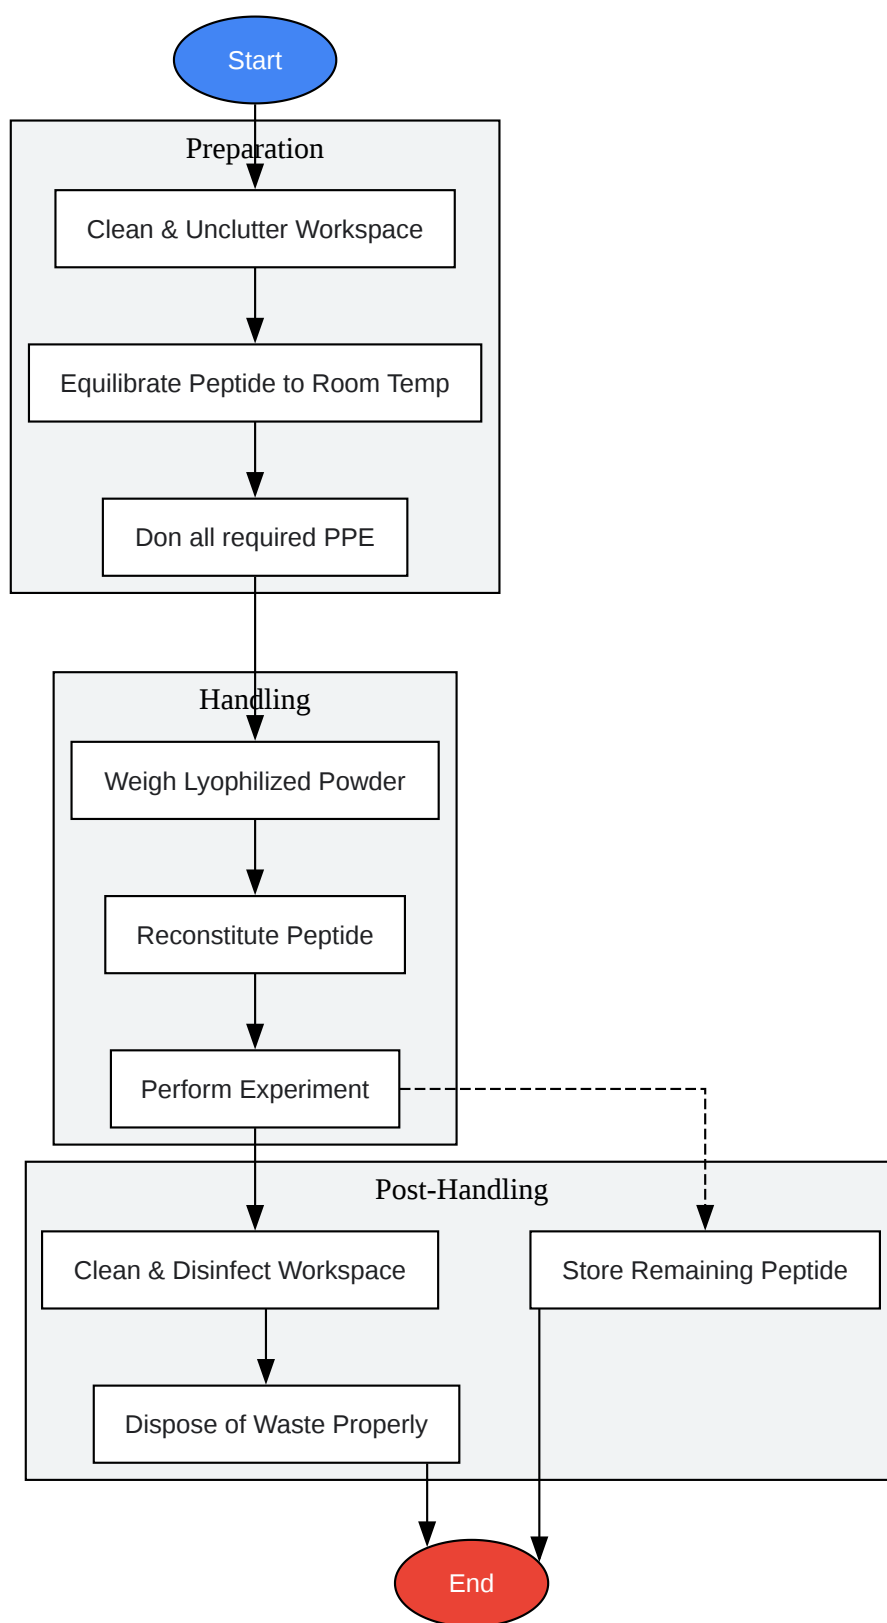 Start
Preparation
Clean & Unclutter Workspace
Equilibrate Peptide to Room Temp
Don all required PPE
Handling
Weigh Lyophilized Powder
Reconstitute Peptide
Perform Experiment
Post-Handling
Clean & Disinfect Workspace
Store Remaining Peptide
Dispose of Waste Properly
End